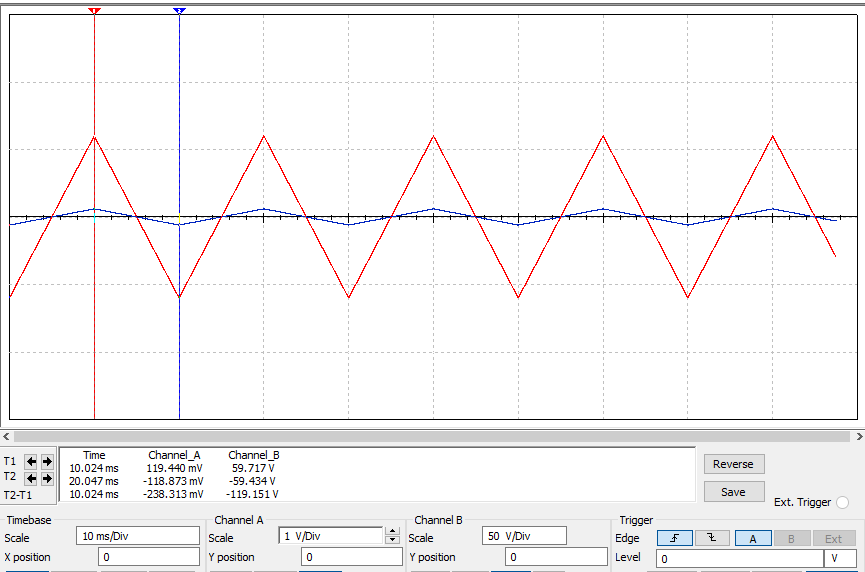 1 2
Time Channel_A Channel_B
T1 10.024 ms 119.440 mV 59.717 V
T2 20.047 ms -118.873 mV -59.434 V
T2-T1 10.024 ms -238.313 mV -119.151 V
Reverse
Save
Ext. Trigger
Timebase
Scale 10 ms/Div
X position 0
Channel A
Scale 1 V/Div
Y position 0
Channel B
Scale 50 V/Div
Y position 0
Trigger
Edge A B Ext
Level 0 V